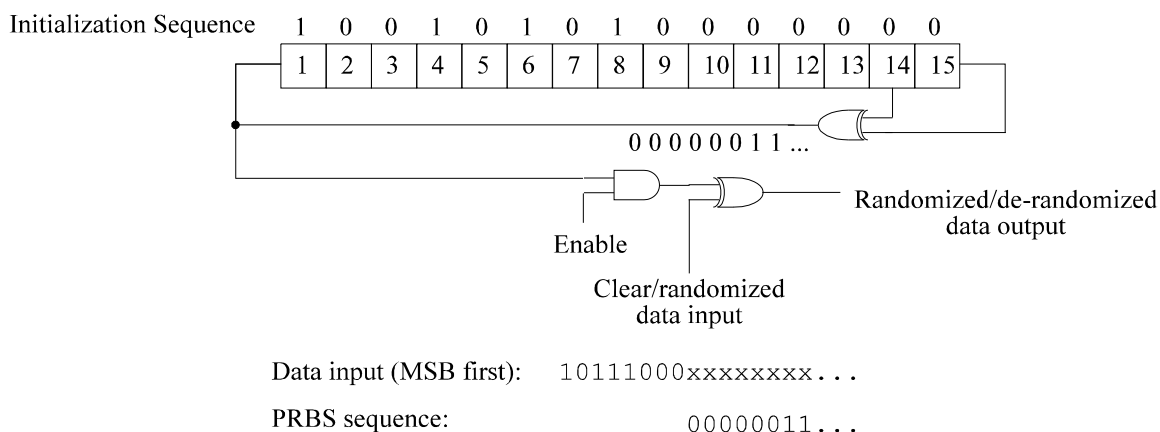 Initialization Sequence 1 0 0 1 0 1 0 1 0 0 0 0 0 0 0
1 2 3 4 5 6 7 8 9 10 11 12 13 14 15
0 0 0 0 0 0 1 1 ...
Enable
Randomized/de-randomized
data output
Clear/randomized
data input
Data input (MSB first): 10111000xxxxxxxx...
PRBS sequence: 00000011...